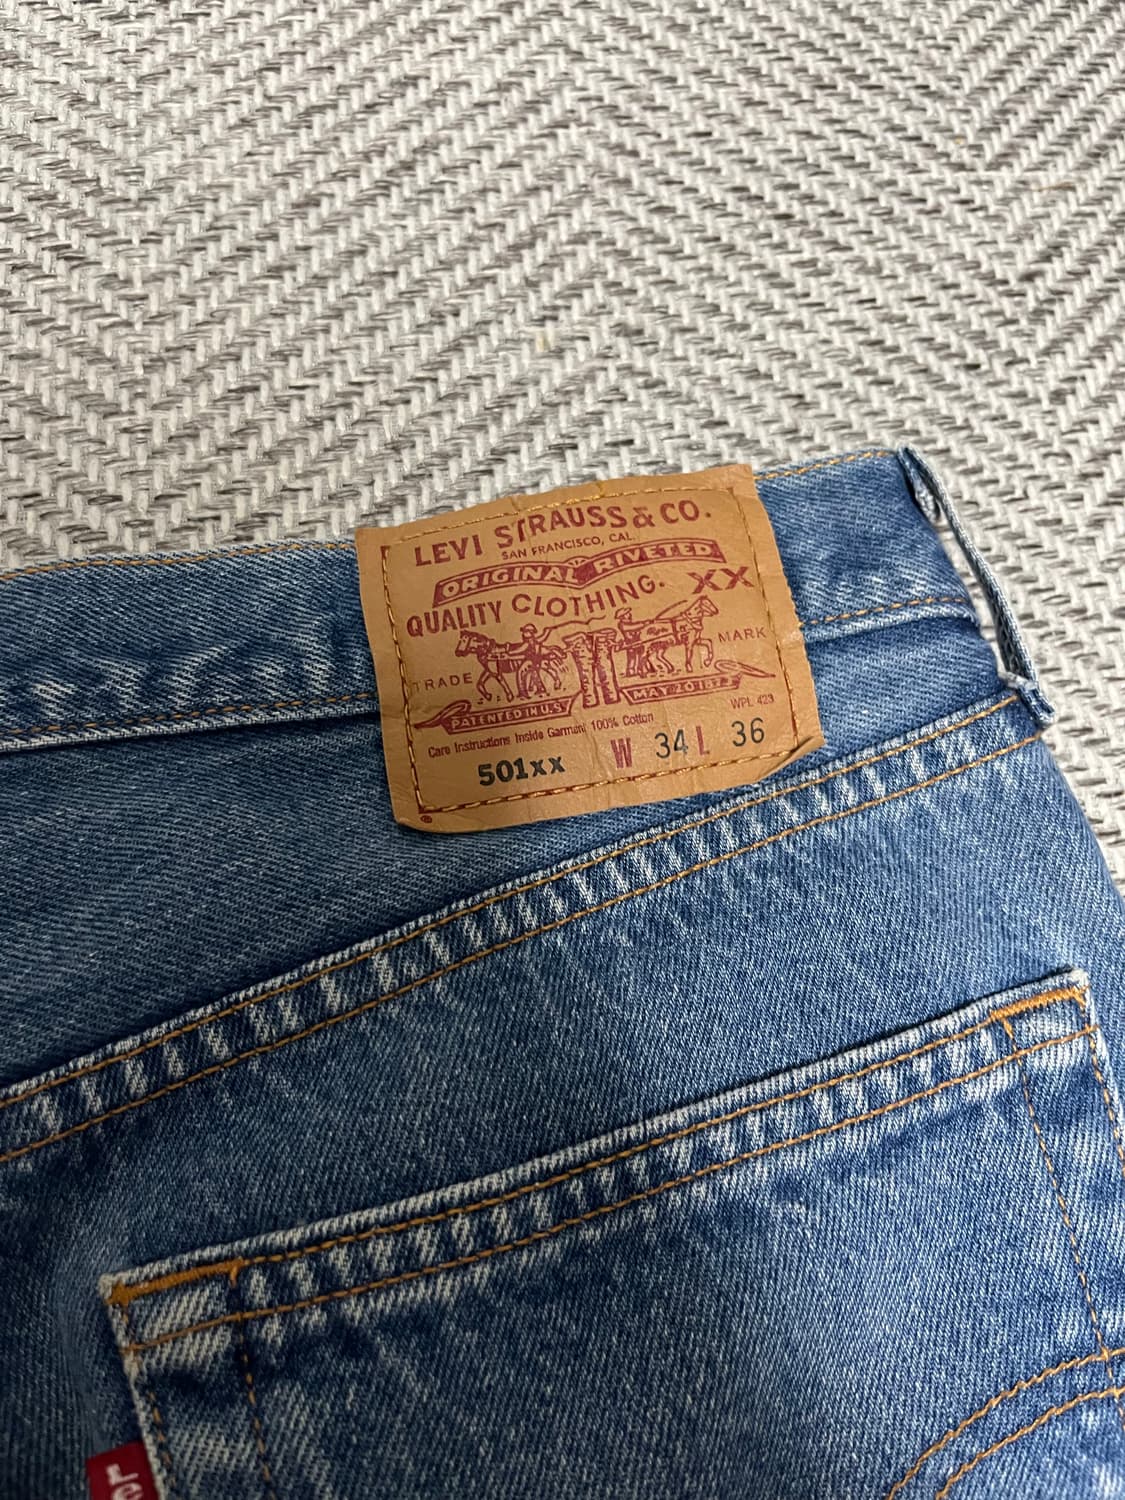 LEVI STRAUSS & CO.
SAN FRANCISCO, CAL.
ORIGINAL RIVETED
QUALITY CLOTHING. XX
TRADE MARK
PATENTED IN U.S. MAY 20 1873
WPL 423
Care Instructions Inside Garment 100% Cotton
501xx W 34 L 36
®
Le